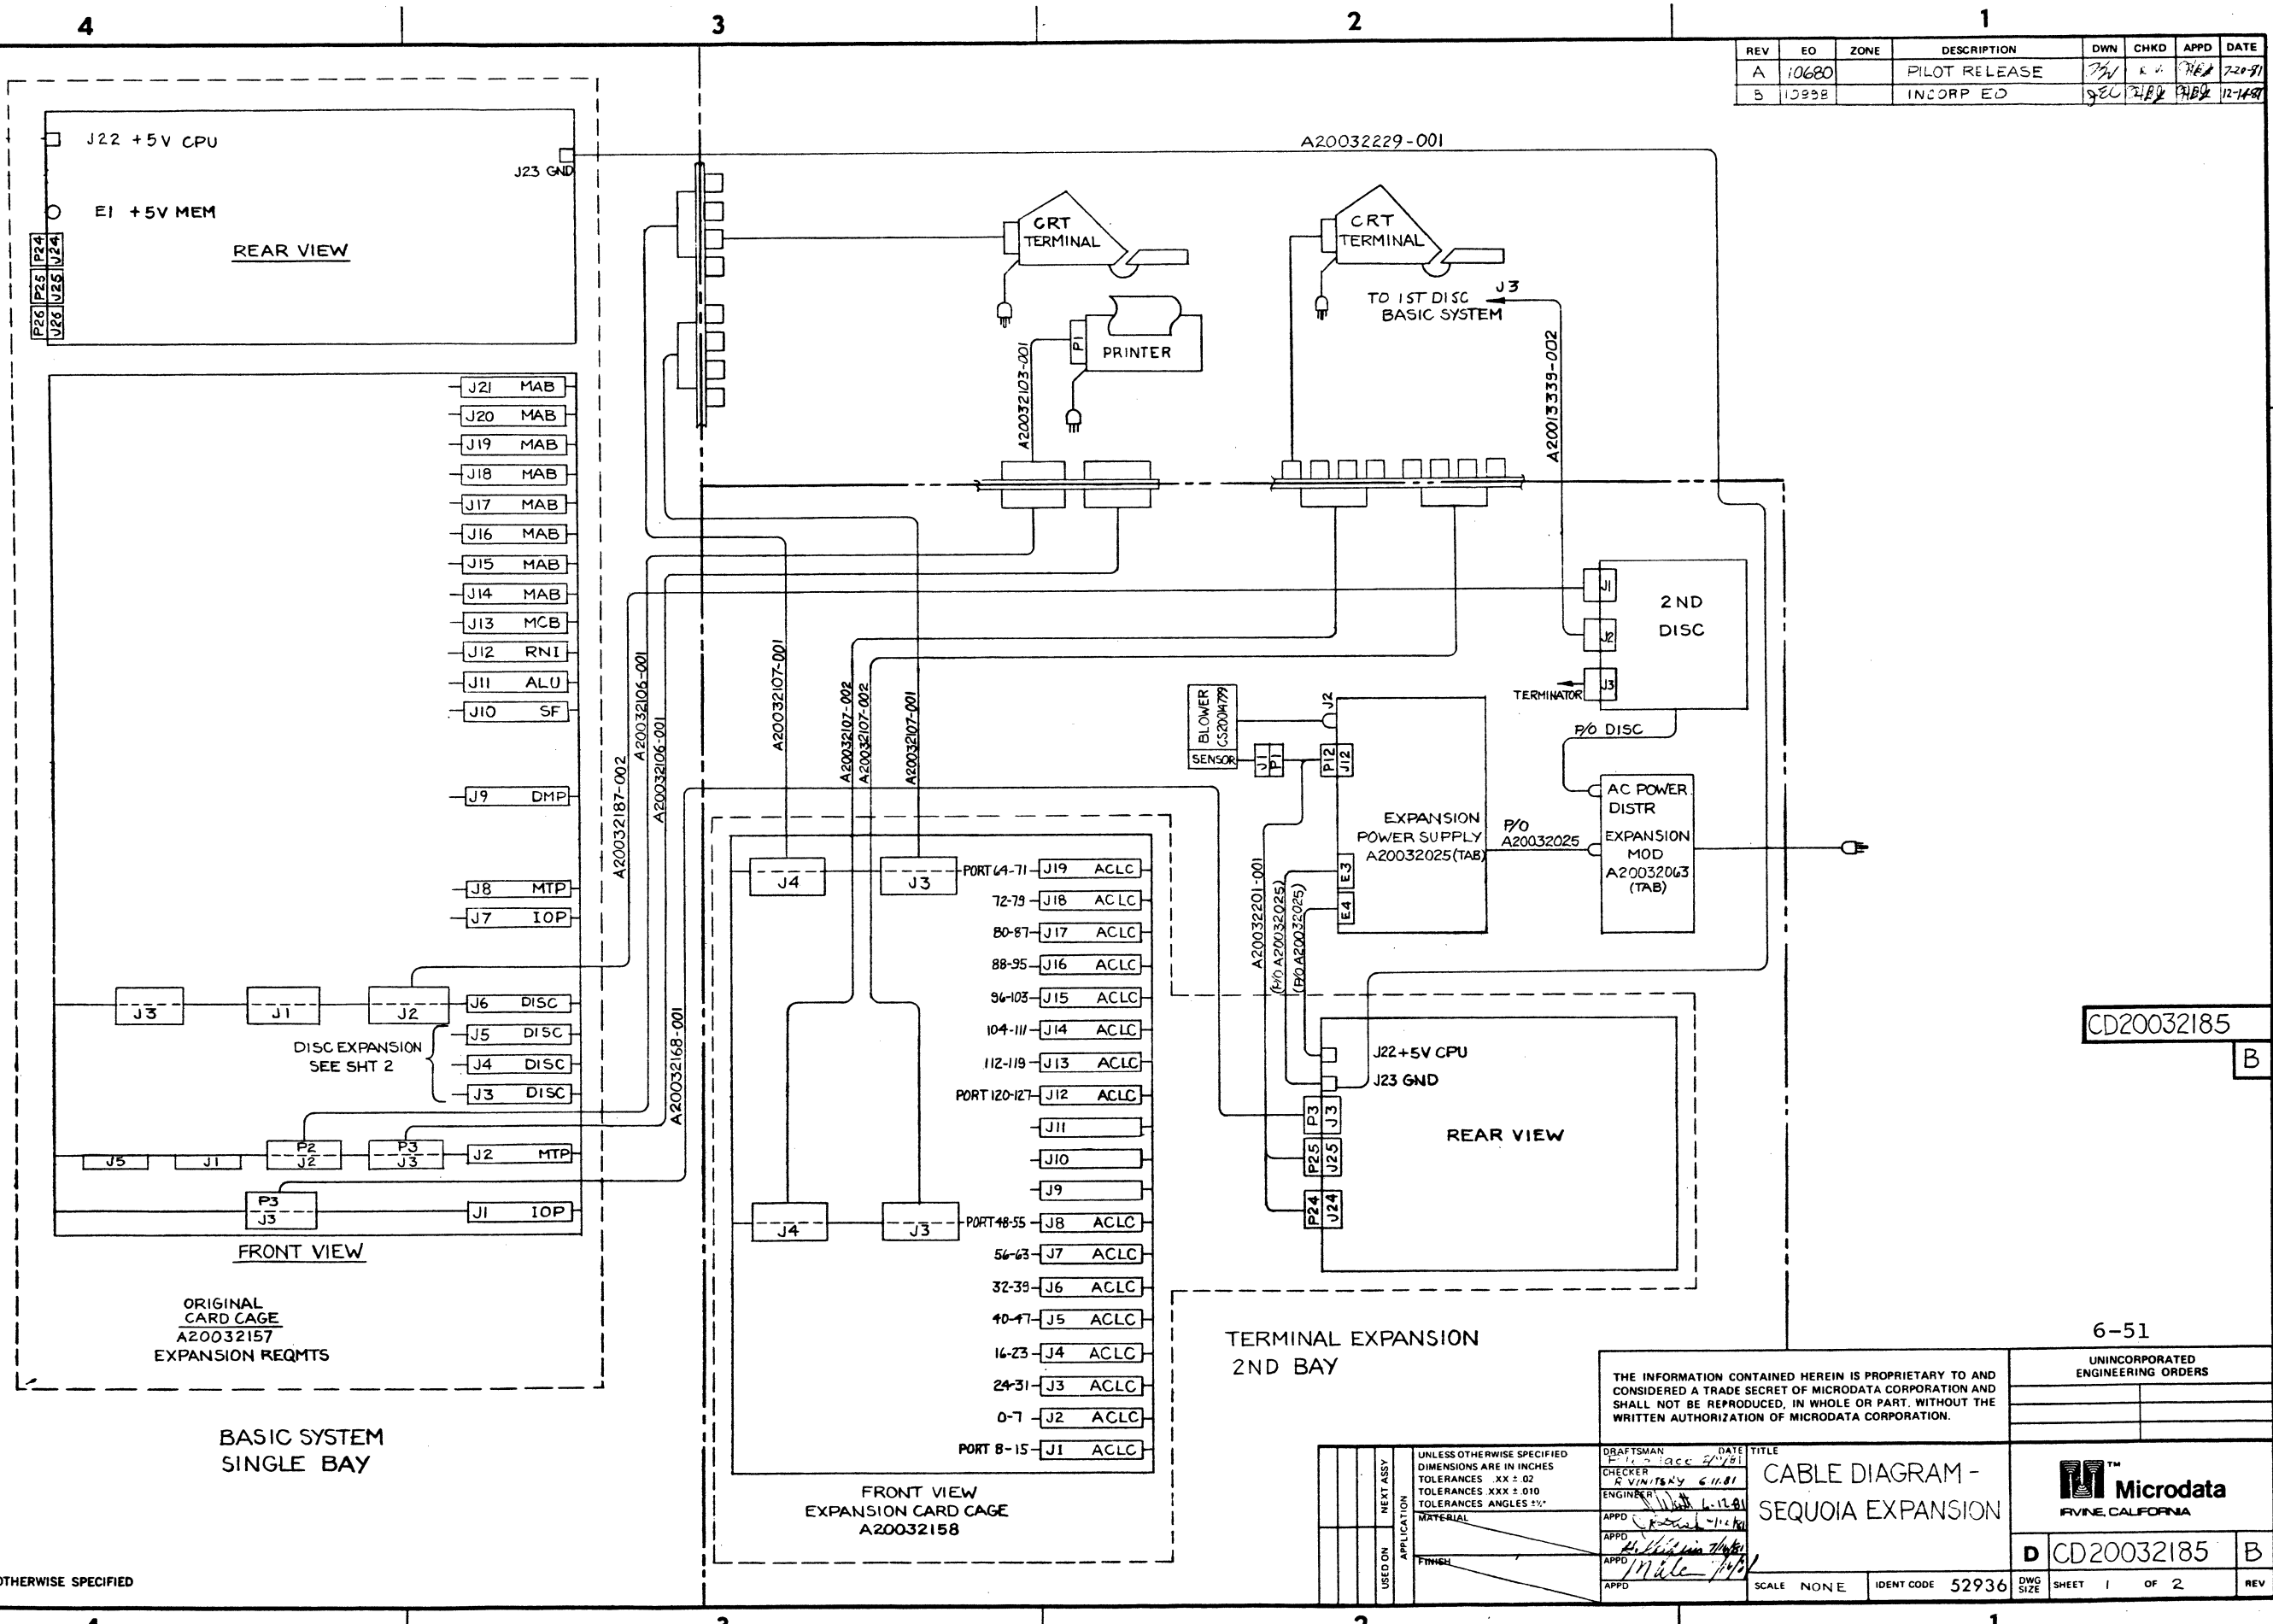 4
3
2
1
REV EO ZONE DESCRIPTION DWN CHKD APPD DATE
A 10680 PILOT RELEASE 7-20-81
B INCORP EO
J22 +5V CPU
J23 GND
E1 +5V MEM
REAR VIEW
P24 J24
P25 J25
P26 J26
A20032229-001
CRT
TERMINAL
P1
PRINTER
A20032103-001
CRT
TERMINAL
J3
TO 1ST DISC
BASIC SYSTEM
A20013339-002
J21 MAB
J20 MAB
J19 MAB
J18 MAB
J17 MAB
J16 MAB
J15 MAB
J14 MAB
J13 MCB
J12 RNI
J11 ALU
J10 SF
J9 DMP
J8 MTP
J7 IOP
J6 DISC
J5 DISC
J4 DISC
J3 DISC
J3
J1
J2
DISC EXPANSION
SEE SHT 2
J5
J1
P2
J2
P3
J3
J2 MTP
P3
J3
J1 IOP
FRONT VIEW
ORIGINAL
CARD CAGE
A20032157
EXPANSION REQMTS
BASIC SYSTEM
SINGLE BAY
A20032187-002
A20032106-001
A20032106-001
A20032168-001
A20032107-001
A20032107-002
A20032107-002
A20032107-001
J4
J3
PORT 64-71 J19 ACLC
72-79 J18 ACLC
80-87 J17 ACLC
88-95 J16 ACLC
96-103 J15 ACLC
104-111 J14 ACLC
112-119 J13 ACLC
PORT 120-127 J12 ACLC
J11
J10
J9
J4
J3
PORT 48-55 J8 ACLC
56-63 J7 ACLC
32-39 J6 ACLC
40-47 J5 ACLC
16-23 J4 ACLC
24-31 J3 ACLC
0-7 J2 ACLC
PORT 8-15 J1 ACLC
FRONT VIEW
EXPANSION CARD CAGE
A20032158
J1
J2
J3
2ND
DISC
TERMINATOR
P/O DISC
BLOWER
CS20014799
SENSOR
J1
P1
J2
P12
J12
EXPANSION
POWER SUPPLY
A20032025(TAB)
E3
E4
P/O
A20032025
AC POWER
DISTR
EXPANSION
MOD
A20032063
(TAB)
A20032201-001
(P/O A20032025)
(P/O A20032025)
J22 +5V CPU
J23 GND
P3 J3
P25 J25
P24 J24
REAR VIEW
TERMINAL EXPANSION
2ND BAY
CD20032185
B
6-51
UNINCORPORATED
ENGINEERING ORDERS
THE INFORMATION CONTAINED HEREIN IS PROPRIETARY TO AND
CONSIDERED A TRADE SECRET OF MICRODATA CORPORATION AND
SHALL NOT BE REPRODUCED, IN WHOLE OR PART, WITHOUT THE
WRITTEN AUTHORIZATION OF MICRODATA CORPORATION.
NEXT ASSY
USED ON
APPLICATION
UNLESS OTHERWISE SPECIFIED
DIMENSIONS ARE IN INCHES
TOLERANCES .XX ± .02
TOLERANCES .XXX ± .010
TOLERANCES ANGLES
MATERIAL
FINISH
DRAFTSMAN DATE
CHECKER
R VINITSKY 6.11.81
ENGINEER 6-12-81
APPD
APPD
APPD
APPD
TITLE
CABLE DIAGRAM -
SEQUOIA EXPANSION
TM
Microdata
IRVINE, CALIFORNIA
D CD20032185 B
SCALE NONE IDENT CODE 52936 DWG SIZE SHEET 1 OF 2 REV
OTHERWISE SPECIFIED
4
3
2
1